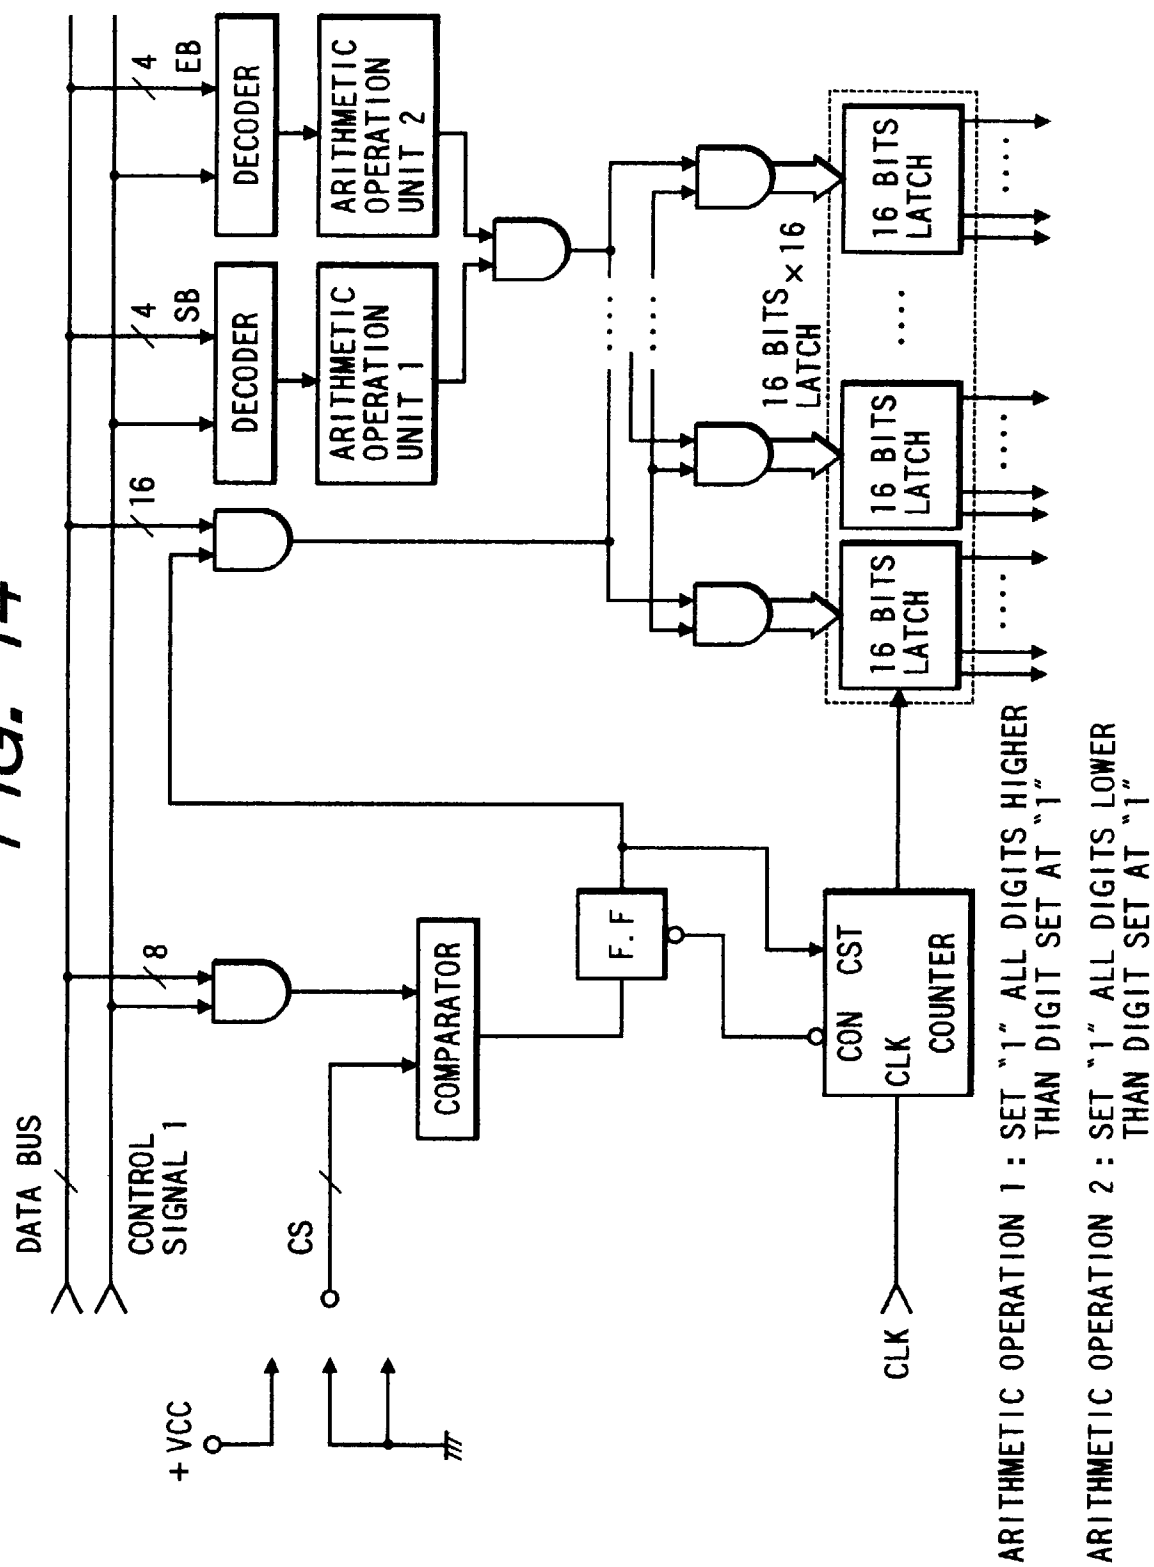 FIG. 14
DATA BUS
CONTROL
SIGNAL 1
8
16
4
SB
4
EB
DECODER
DECODER
ARITHMETIC
OPERATION
UNIT 1
ARITHMETIC
OPERATION
UNIT 2
+VCC
CS
COMPARATOR
F.F
CON
CST
CLK
COUNTER
CLK
16 BITS
LATCH
×16
16 BITS
LATCH
16 BITS
LATCH
16 BITS
LATCH
ARITHMETIC OPERATION 1 : SET "1" ALL DIGITS HIGHER
THAN DIGIT SET AT "1"
ARITHMETIC OPERATION 2 : SET "1" ALL DIGITS LOWER
THAN DIGIT SET AT "1"